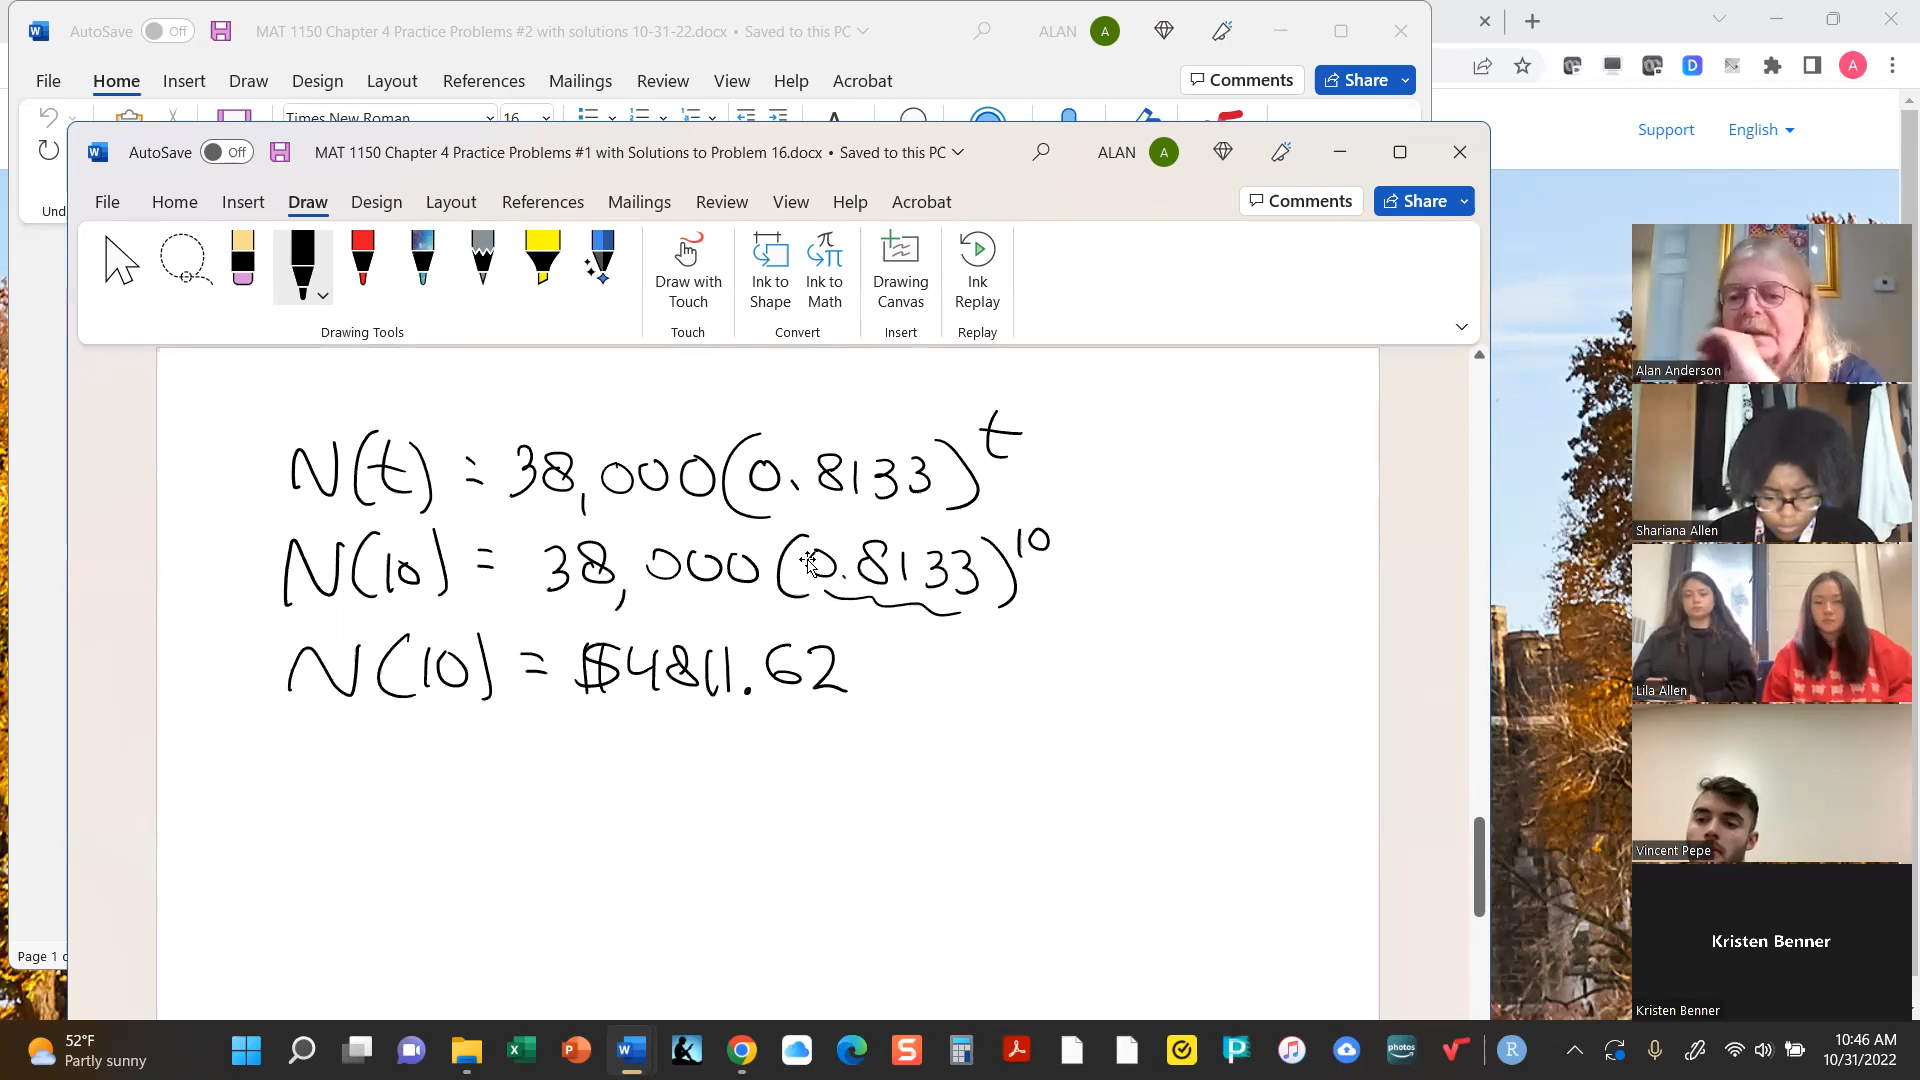 AutoSave Off MAT 1150 Chapter 4 Practice Problems #2 with solutions 10-31-22.docx • Saved to this PC ALAN A
File Home Insert Draw Design Layout References Mailings Review View Help Acrobat Comments Share
Times New Roman 16
Support English
AutoSave Off MAT 1150 Chapter 4 Practice Problems #1 with Solutions to Problem 16.docx • Saved to this PC ALAN A
File Home Insert Draw Design Layout References Mailings Review View Help Acrobat Comments Share
Draw with Touch
Ink to Shape
Ink to Math
Drawing Canvas
Ink Replay
Drawing Tools Touch Convert Insert Replay
N(t) = 38,000(0.8133)^t
N(10) = 38,000(0.8133)^10
N(10) = $4811.62
Alan Anderson
Shariana Allen
Lila Allen
Vincent Pepe
Kristen Benner
Kristen Benner
Page 1
52°F
Partly sunny
photos
10:46 AM
10/31/2022